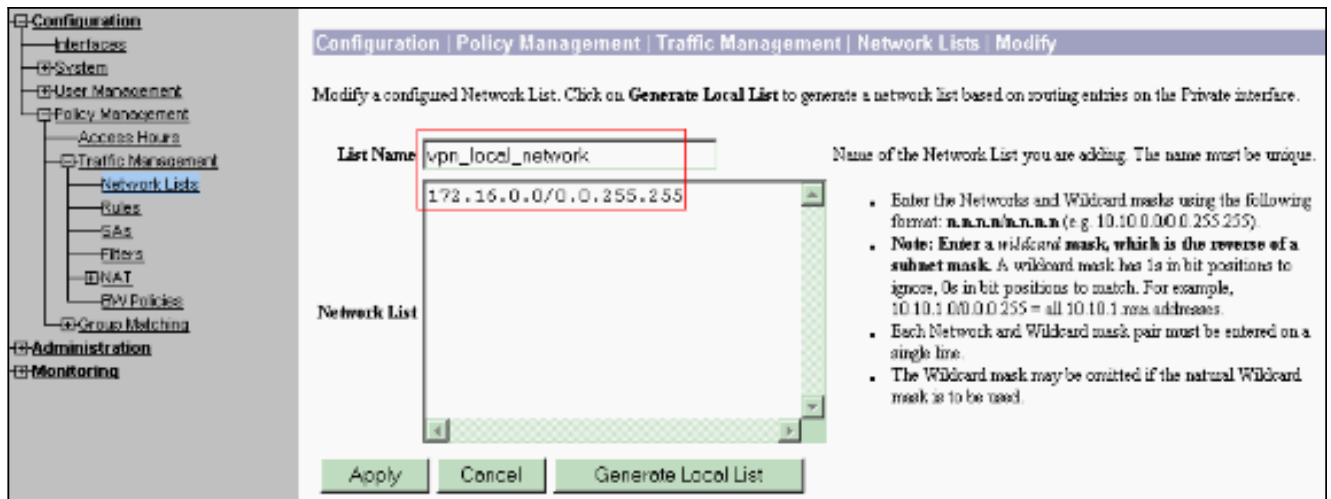 Configuration
Interfaces
System
User Management
Policy Management
Access Hours
Traffic Management
Network Lists
Rules
SAs
Filters
NAT
BW Policies
Group Matching
Administration
Monitoring
Configuration | Policy Management | Traffic Management | Network Lists | Modify
Modify a configured Network List. Click on Generate Local List to generate a network list based on routing entries on the Private interface.
List Name
vpn_local_network
Name of the Network List you are adding. The name must be unique.
Network List
172.16.0.0/0.0.255.255
• Enter the Networks and Wildcard masks using the following
format: n.n.n.n/n.n.n.n (e.g. 10.10.0.0/0.0.255.255).
• Note: Enter a wildcard mask, which is the reverse of a
subnet mask. A wildcard mask has 1s in bit positions to
ignore, 0s in bit positions to match. For example,
10.10.1.0/0.0.0.255 = all 10.10.1.nnn addresses.
• Each Network and Wildcard mask pair must be entered on a
single line.
• The Wildcard mask may be omitted if the natural Wildcard
mask is to be used.
Apply
Cancel
Generate Local List